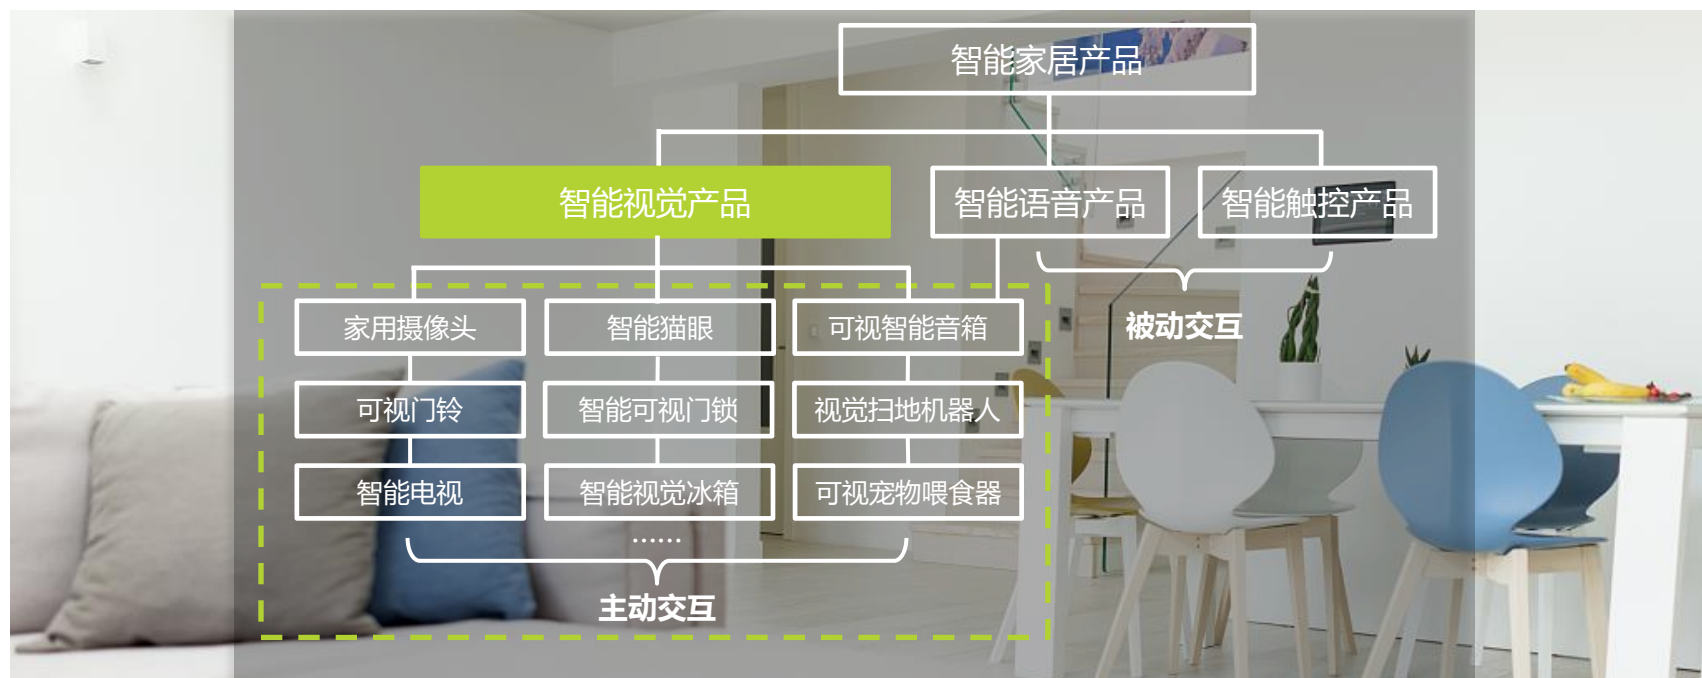 智能家居产品
智能视觉产品
智能语音产品
智能触控产品
家用摄像头
智能猫眼
可视智能音箱
被动交互
可视门铃
智能可视门锁
视觉扫地机器人
智能电视
智能视觉冰箱
可视宠物喂食器
……
主动交互